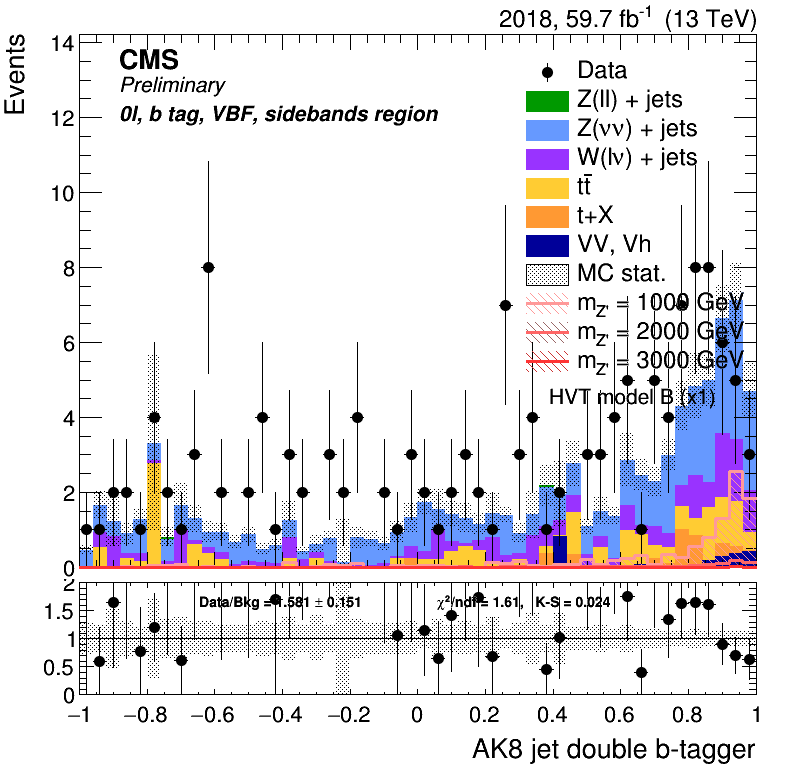 2018, 59.7 fb⁻¹ (13 TeV)
Events
CMS
Preliminary
0l, b tag, VBF, sidebands region
Data
Z(ll) + jets
Z(νν) + jets
W(lν) + jets
tt̄
t+X
VV, Vh
MC stat.
m_Z' = 1000 GeV
m_Z' = 2000 GeV
m_Z' = 3000 GeV
HVT model B (x1)
14
12
10
8
6
4
2
0
Data/Bkg = 1.581 ± 0.151
χ²/ndf = 1.61, K-S = 0.024
2
1.5
1
0.5
0
−1 −0.8 −0.6 −0.4 −0.2 0 0.2 0.4 0.6 0.8 1
AK8 jet double b-tagger